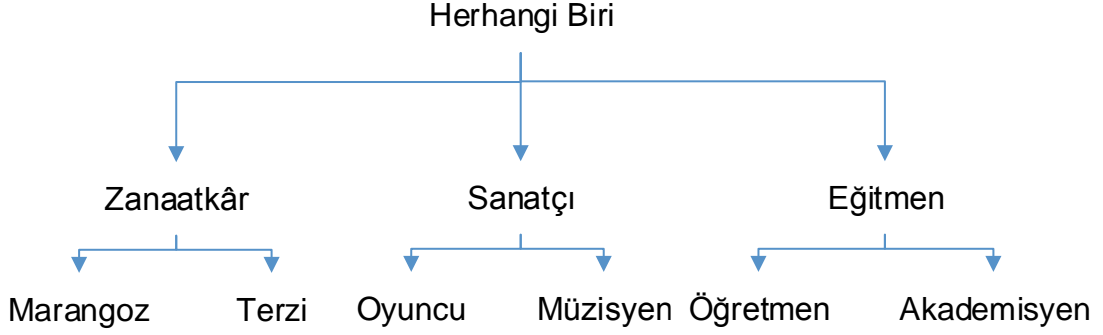 Herhangi Biri
Zanaatkâr Sanatçı Eğitmen
Marangoz Terzi Oyuncu Müzisyen Öğretmen Akademisyen